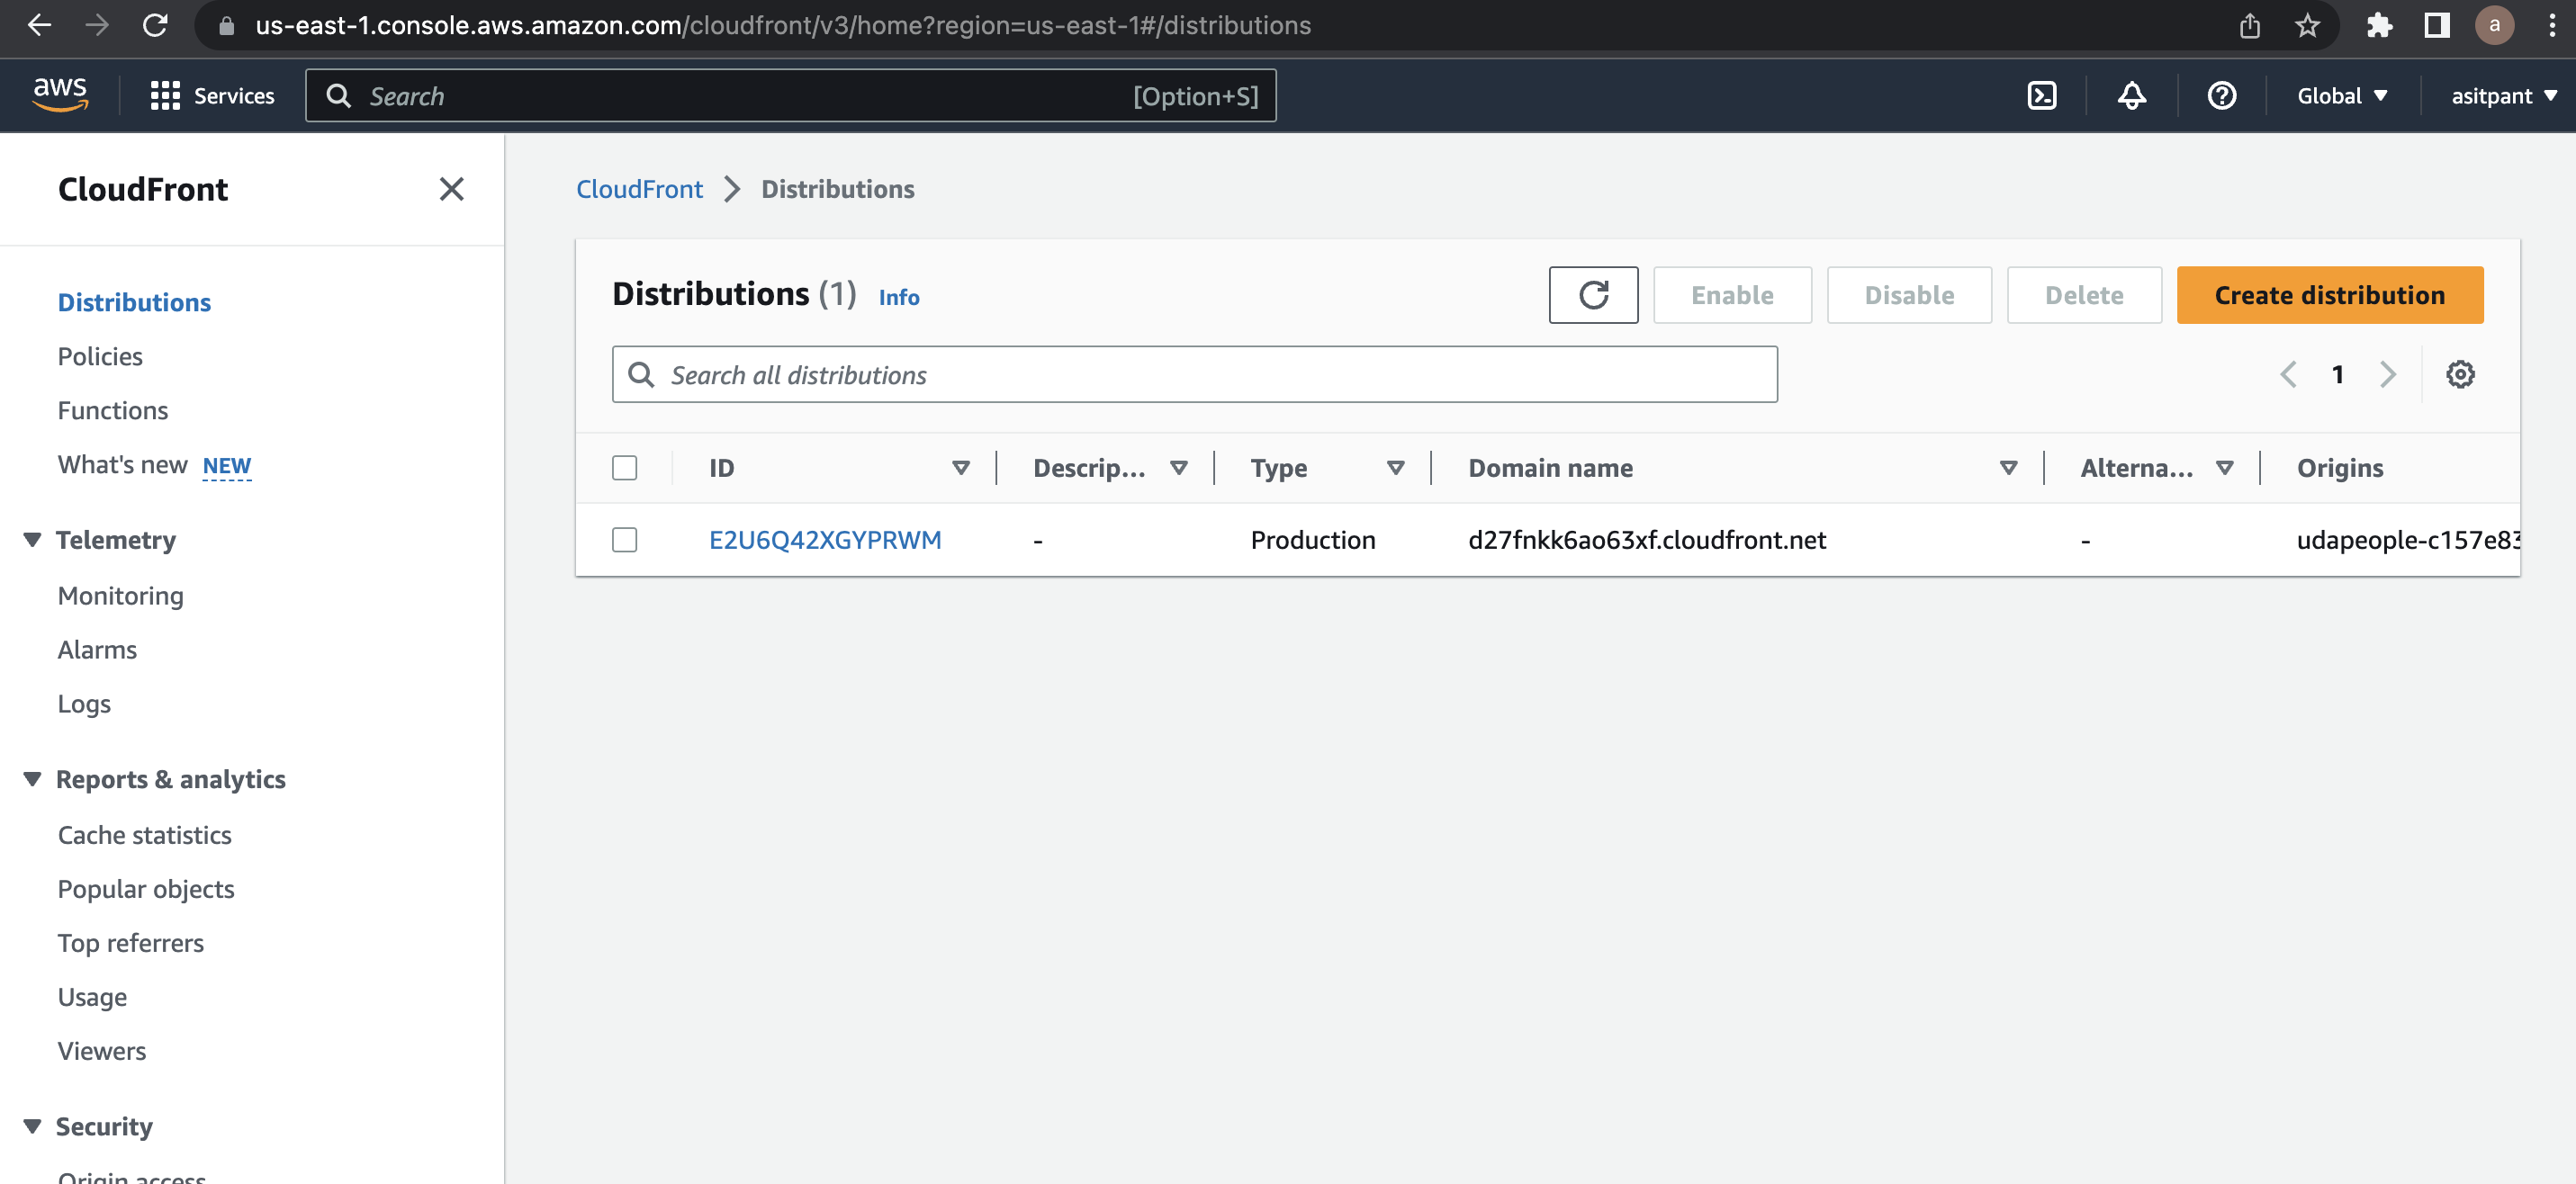 us-east-1.console.aws.amazon.com/cloudfront/v3/home?region=us-east-1#/distributions
a
aws Services Search [Option+S] Global asitpant
CloudFront
Distributions
Policies
Functions
What's new NEW
Telemetry
Monitoring
Alarms
Logs
Reports & analytics
Cache statistics
Popular objects
Top referrers
Usage
Viewers
Security
Origin access
CloudFront Distributions
Distributions (1) Info Enable Disable Delete Create distribution
Search all distributions 1
ID Descrip... Type Domain name Alterna... Origins
E2U6Q42XGYPRWM - Production d27fnkk6ao63xf.cloudfront.net - udapeople-c157e83